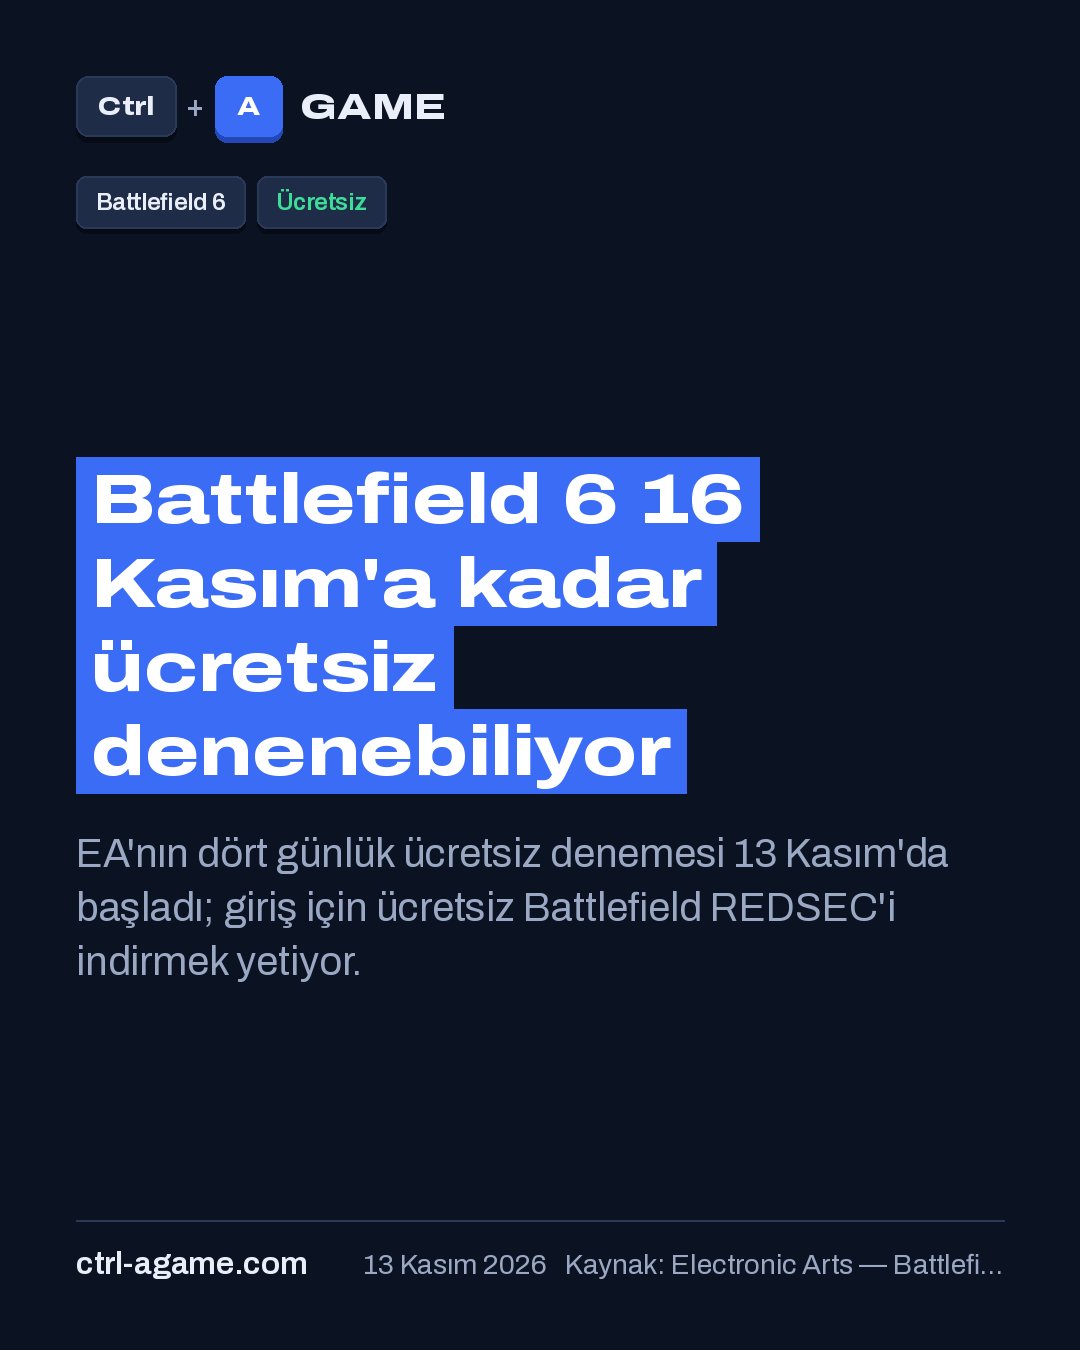 Ctrl + A GAME
Battlefield 6 Ücretsiz
Battlefield 6 16
Kasım'a kadar
ücretsiz
denenebiliyor
EA'nın dört günlük ücretsiz denemesi 13 Kasım'da
başladı; giriş için ücretsiz Battlefield REDSEC'i
indirmek yetiyor.
ctrl-agame.com 13 Kasım 2026 Kaynak: Electronic Arts — Battlefi...